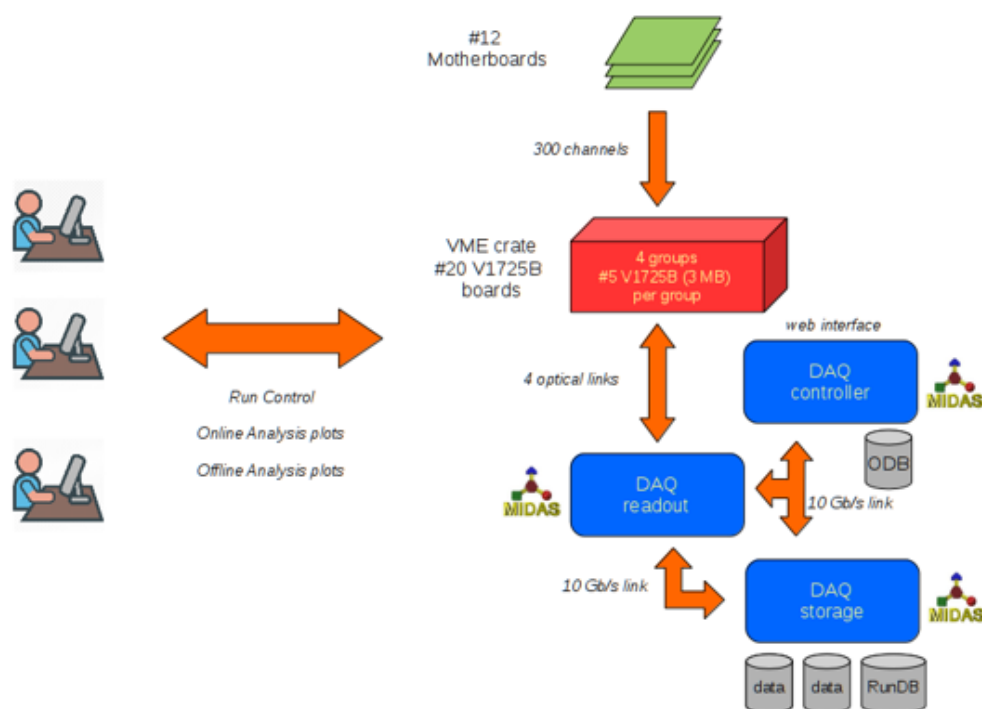 #12
Motherboards
300 channels
VME crate
#20 V1725B
boards
4 groups
#5 V1725B (3 MB)
per group
web interface
DAQ
controller
MIDAS
ODB
4 optical links
Run Control
Online Analysis plots
Offline Analysis plots
MIDAS
DAQ
readout
10 Gb/s link
10 Gb/s link
DAQ
storage
MIDAS
data
data
RunDB